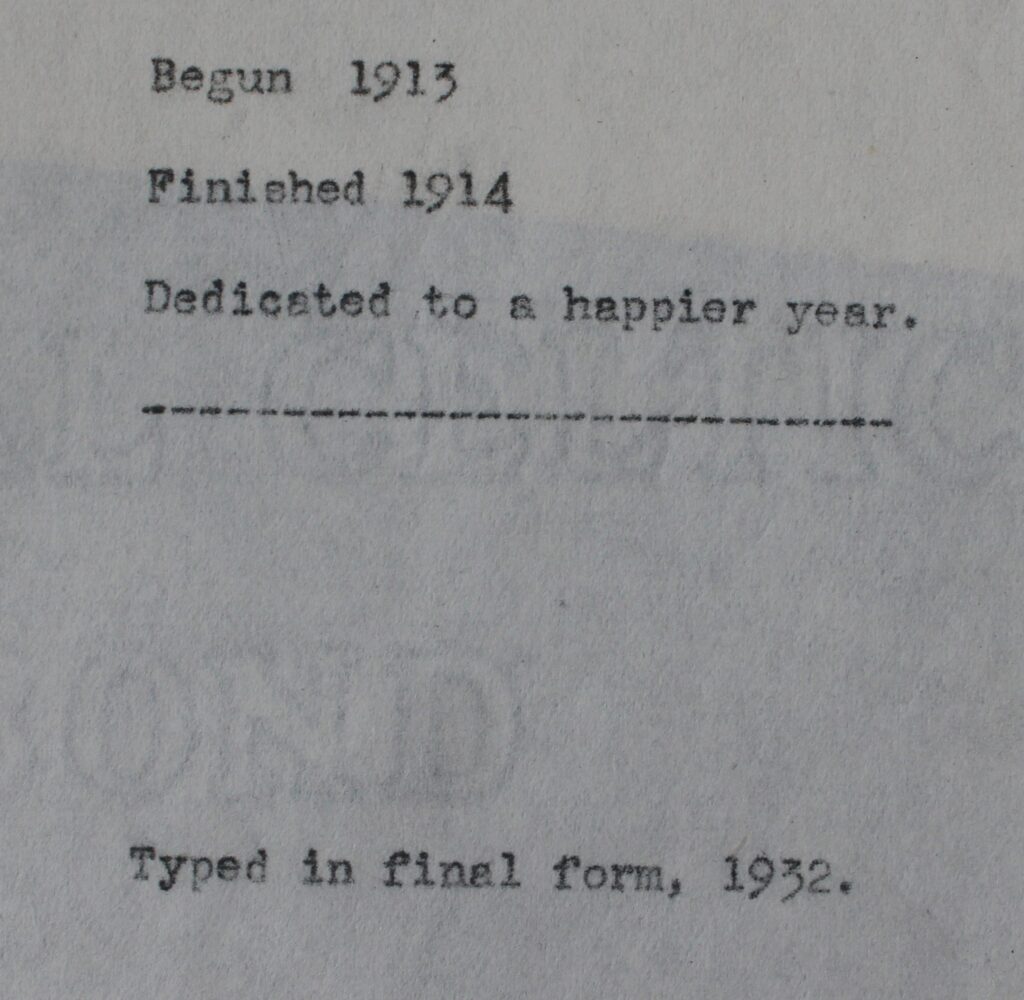 Begun 1913
Finished 1914
Dedicated to a happier year.
---------------------------
Typed in final form, 1932.